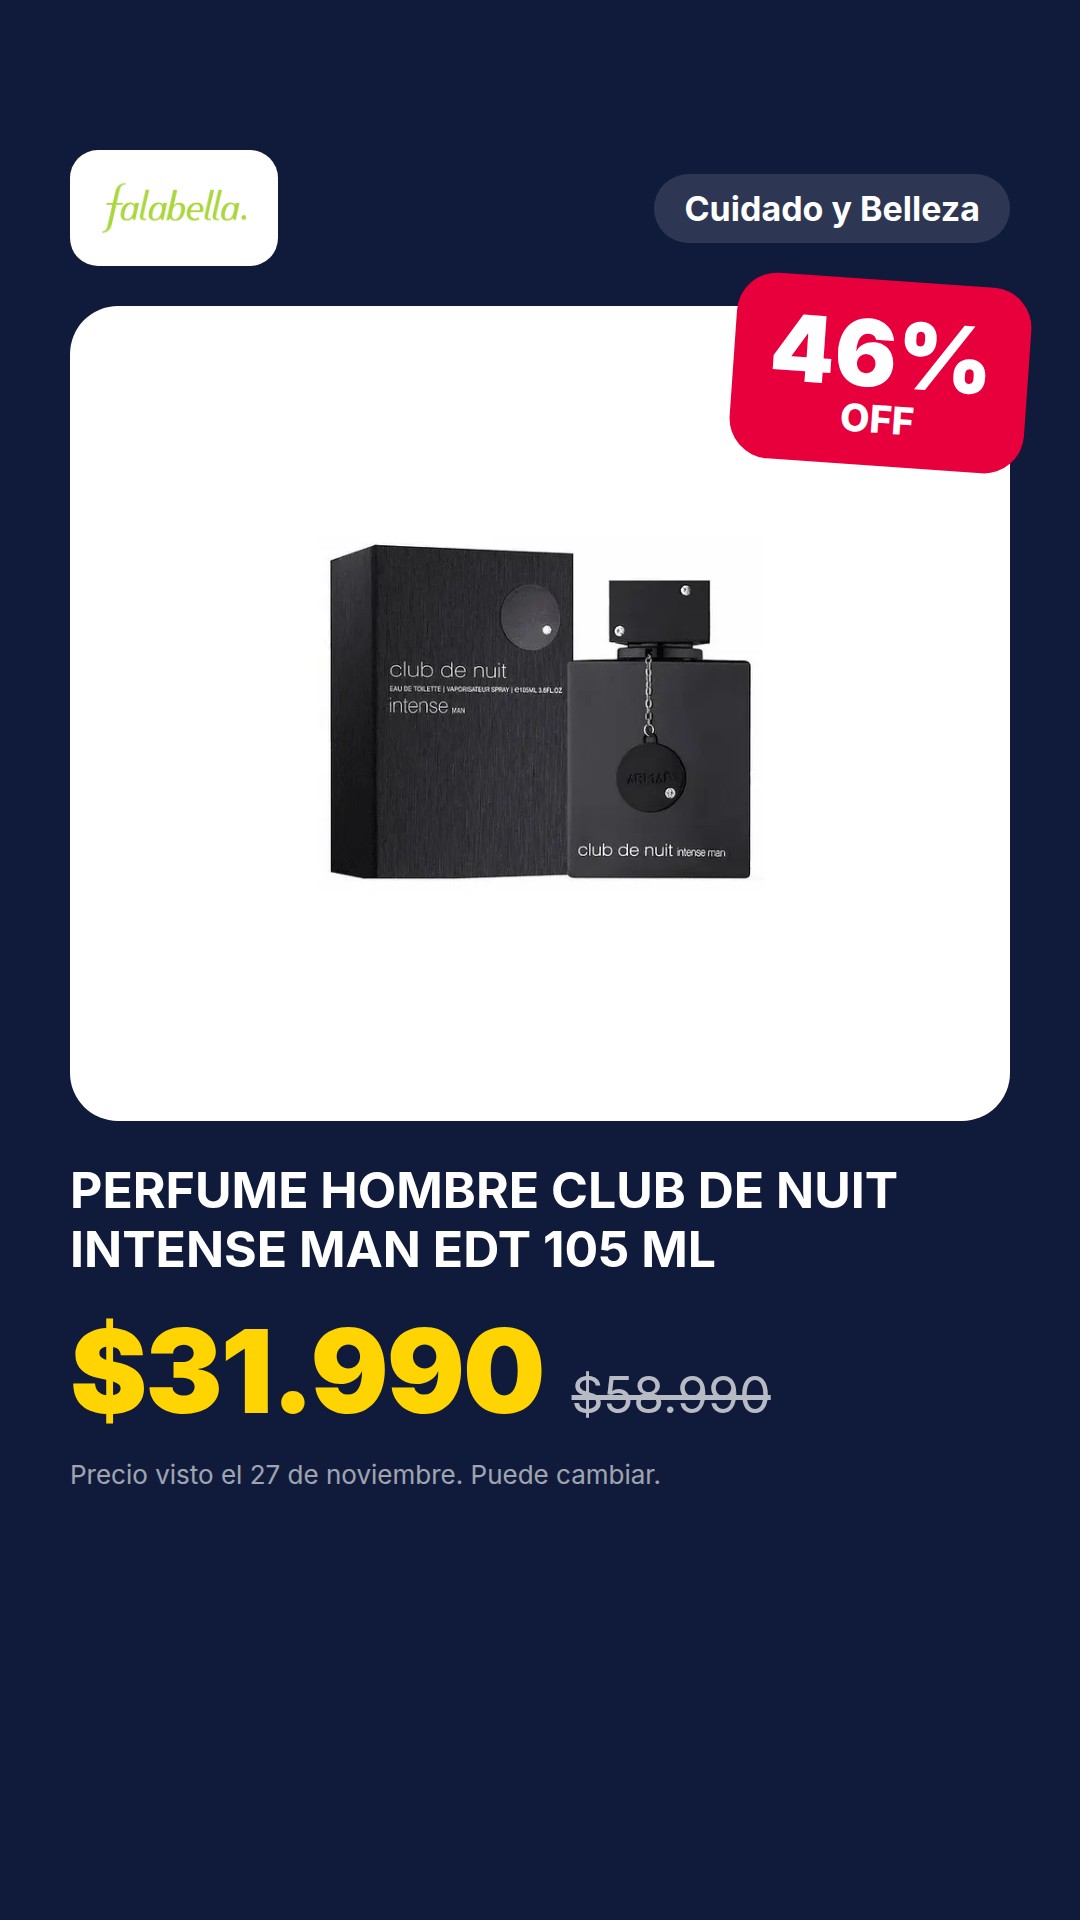 falabella.
Cuidado y Belleza
46%
OFF
club de nuit
EAU DE TOILETTE | VAPORISATEUR SPRAY | ℮105ML 3.6FL.OZ
intense MAN
club de nuit intense man
PERFUME HOMBRE CLUB DE NUIT
INTENSE MAN EDT 105 ML
$31.990 $58.990
Precio visto el 27 de noviembre. Puede cambiar.